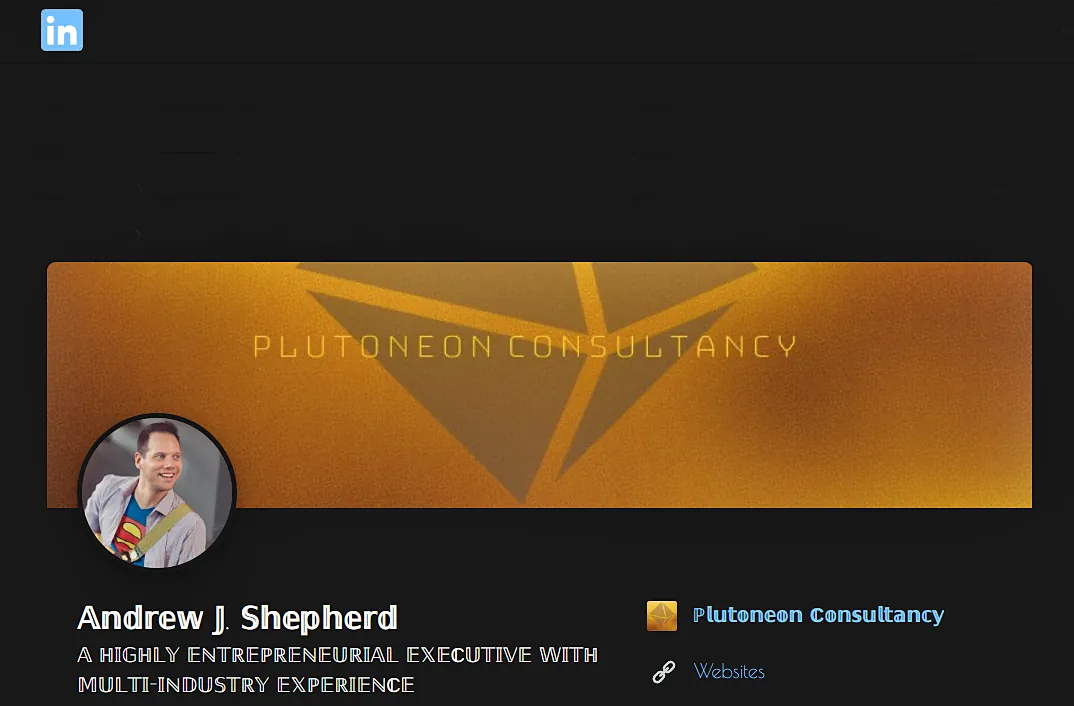 in
PLUTONEON CONSULTANCY
Andrew J. Shepherd
A HIGHLY ENTREPRENEURIAL EXECUTIVE WITH
MULTI-INDUSTRY EXPERIENCE
Plutoneon Consultancy
Websites